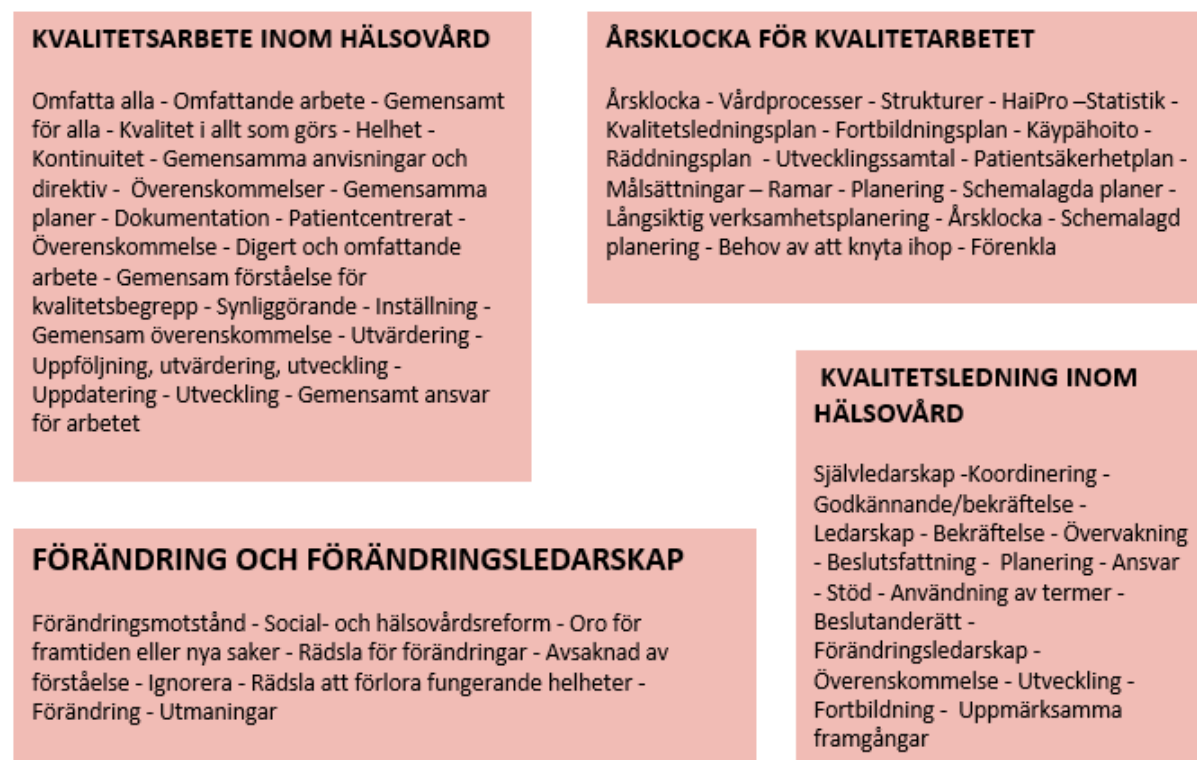 KVALITETSARBETE INOM HÄLSOVÅRD
Omfatta alla - Omfattande arbete - Gemensamt
för alla - Kvalitet i allt som görs - Helhet -
Kontinuitet - Gemensamma anvisningar och
direktiv -  Överenskommelser - Gemensamma
planer - Dokumentation - Patientcentrerat -
Överenskommelse - Digert och omfattande
arbete - Gemensam förståelse för
kvalitetsbegrepp - Synliggörande - Inställning -
Gemensam överenskommelse - Utvärdering -
Uppföljning, utvärdering, utveckling -
Uppdatering - Utveckling - Gemensamt ansvar
för arbetet
ÅRSKLOCKA FÖR KVALITETARBETET
Årsklocka - Vårdprocesser - Strukturer - HaiPro –Statistik -
Kvalitetsledningsplan - Fortbildningsplan - Käypähoito -
Räddningsplan  - Utvecklingssamtal - Patientsäkerhetplan -
Målsättningar – Ramar - Planering - Schemalagda planer -
Långsiktig verksamhetsplanering - Årsklocka - Schemalagd
planering - Behov av att knyta ihop - Förenkla
KVALITETSLEDNING INOM
HÄLSOVÅRD
Självledarskap -Koordinering -
Godkännande/bekräftelse -
Ledarskap - Bekräftelse - Övervakning
- Beslutsfattning -  Planering - Ansvar
- Stöd - Användning av termer -
Beslutanderätt -
Förändringsledarskap -
Överenskommelse - Utveckling -
Fortbildning -  Uppmärksamma
framgångar
FÖRÄNDRING OCH FÖRÄNDRINGSLEDARSKAP
Förändringsmotstånd - Social- och hälsovårdsreform - Oro för
framtiden eller nya saker - Rädsla för förändringar - Avsaknad av
förståelse - Ignorera - Rädsla att förlora fungerande helheter -
Förändring - Utmaningar